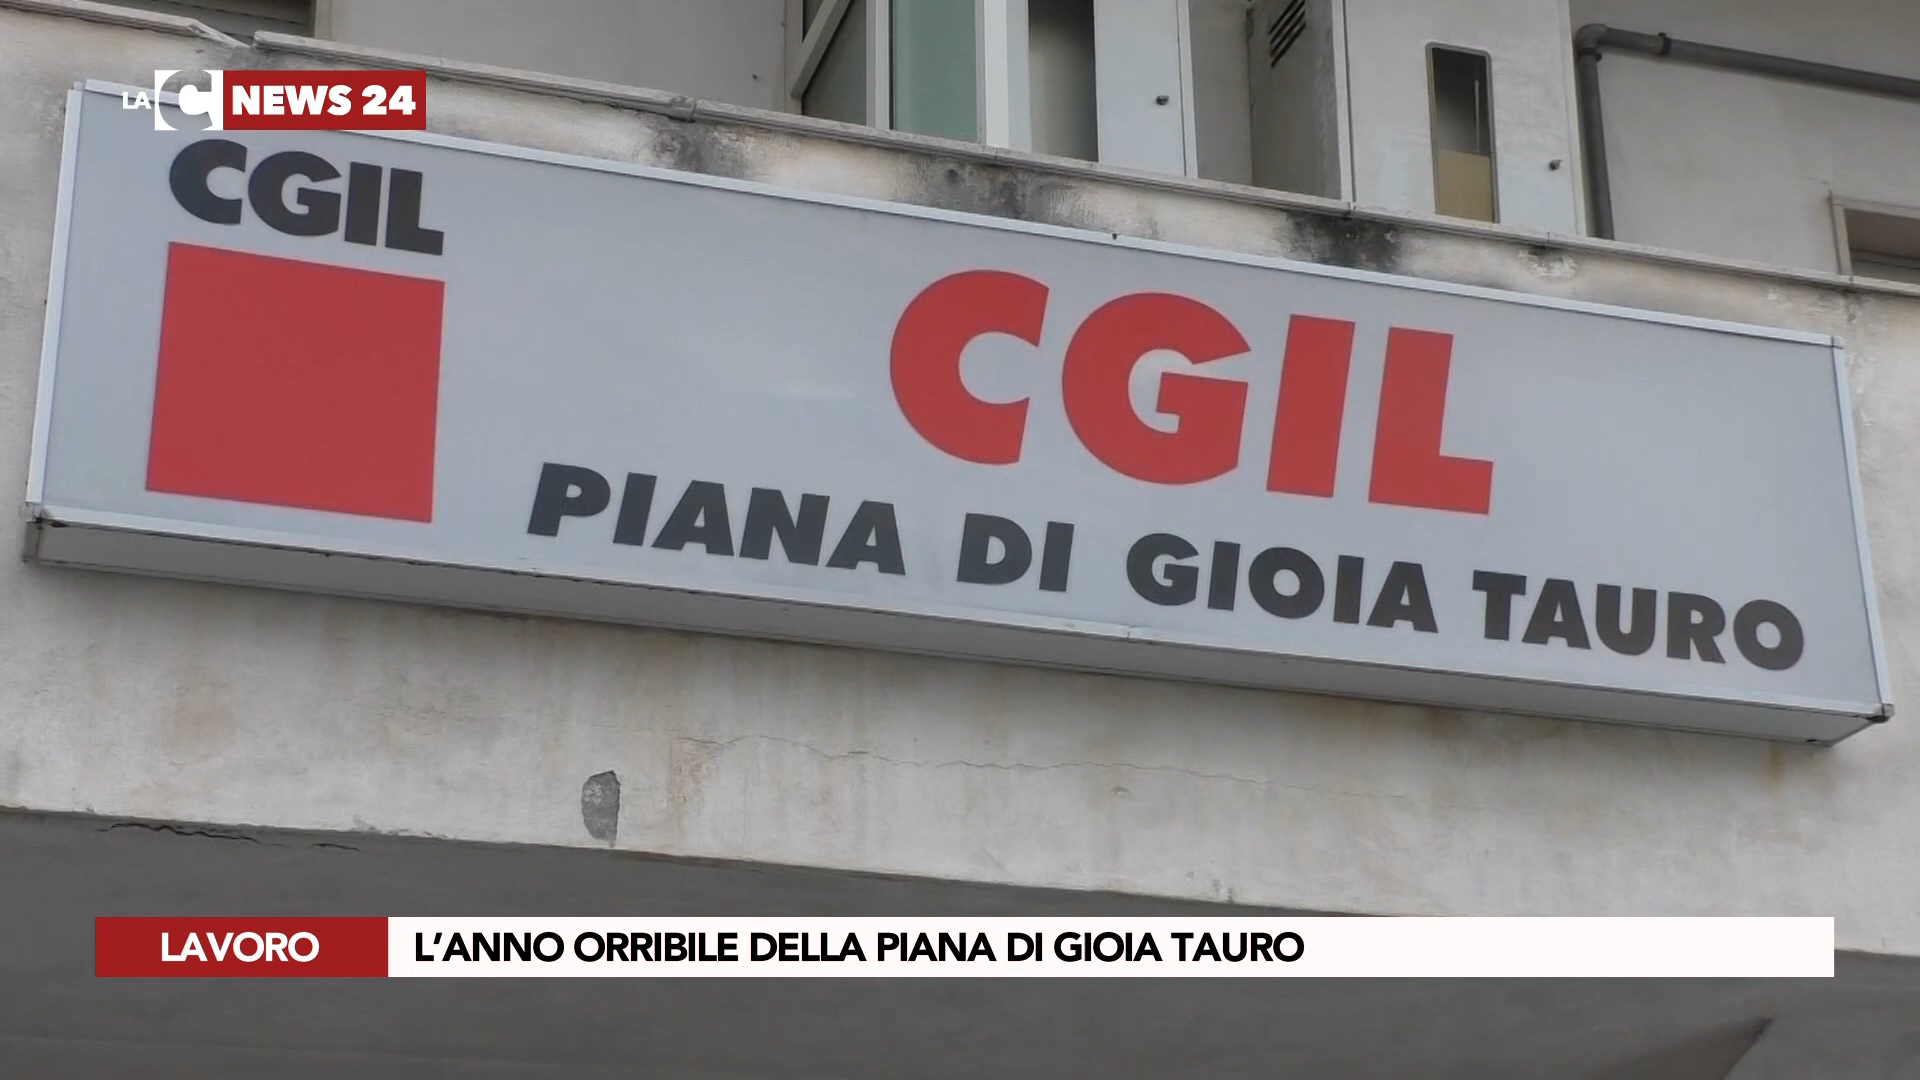 LA C NEWS 24
CGIL
CGIL
PIANA DI GIOIA TAURO
LAVORO
L'ANNO ORRIBILE DELLA PIANA DI GIOIA TAURO